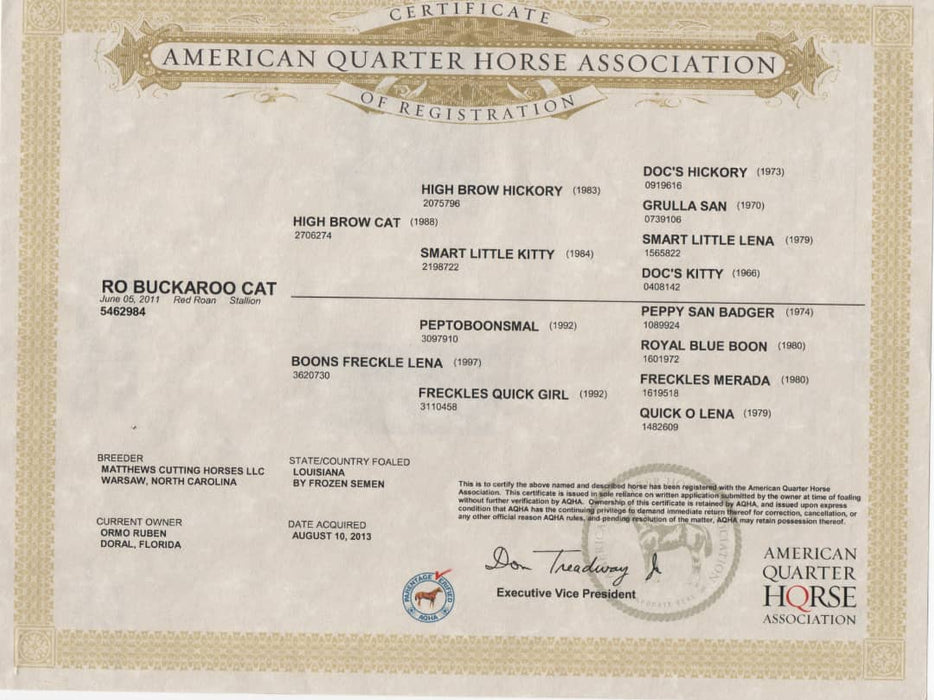 CERTIFICATE
AMERICAN QUARTER HORSE ASSOCIATION
OF REGISTRATION
DOC'S HICKORY (1973)
0919616
HIGH BROW HICKORY (1983)
2075796
GRULLA SAN (1970)
0739106
HIGH BROW CAT (1988)
2706274
SMART LITTLE LENA (1979)
1565822
SMART LITTLE KITTY (1984)
2198722
DOC'S KITTY (1966)
0408142
RO BUCKAROO CAT
June 05, 2011 Red Roan Stallion
5462984
PEPPY SAN BADGER (1974)
1089924
PEPTOBOONSMAL (1992)
3097910
ROYAL BLUE BOON (1980)
1601972
BOONS FRECKLE LENA (1997)
3620730
FRECKLES MERADA (1980)
1619518
FRECKLES QUICK GIRL (1992)
3110458
QUICK O LENA (1979)
1482609
BREEDER
MATTHEWS CUTTING HORSES LLC
WARSAW, NORTH CAROLINA
STATE/COUNTRY FOALED
LOUISIANA
BY FROZEN SEMEN
CURRENT OWNER
ORMO RUBEN
DORAL, FLORIDA
DATE ACQUIRED
AUGUST 10, 2013
This is to certify the above named and described horse has been registered with the American Quarter Horse
Association. This certificate is issued in sole reliance on written application submitted by the owner at time of foaling
without further verification by AQHA. Ownership of this certificate is retained by AQHA, and issued upon express
condition that AQHA has the continuing privilege to demand immediate return thereof for correction, cancellation, or
any other official reason AQHA rules, and pending resolution of the matter, AQHA may retain possession thereof.
Don Treadway Jr
Executive Vice President
PARENTAGE VERIFIED
AQHA
AMERICAN
QUARTER
HORSE
ASSOCIATION